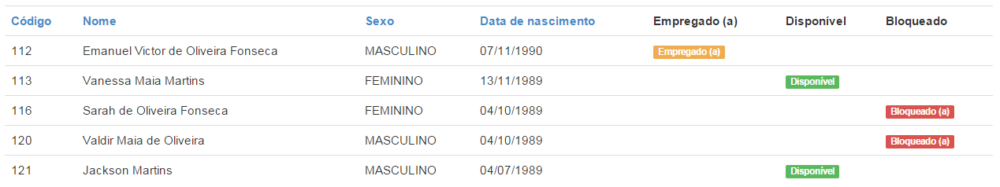 Código Nome Sexo Data de nascimento Empregado (a) Disponível Bloqueado
112 Emanuel Victor de Oliveira Fonseca MASCULINO 07/11/1990 Empregado (a)
113 Vanessa Maia Martins FEMININO 13/11/1989 Disponível
116 Sarah de Oliveira Fonseca FEMININO 04/10/1989 Bloqueado (a)
120 Valdir Maia de Oliveira MASCULINO 04/10/1989 Bloqueado (a)
121 Jackson Martins MASCULINO 04/07/1989 Disponível